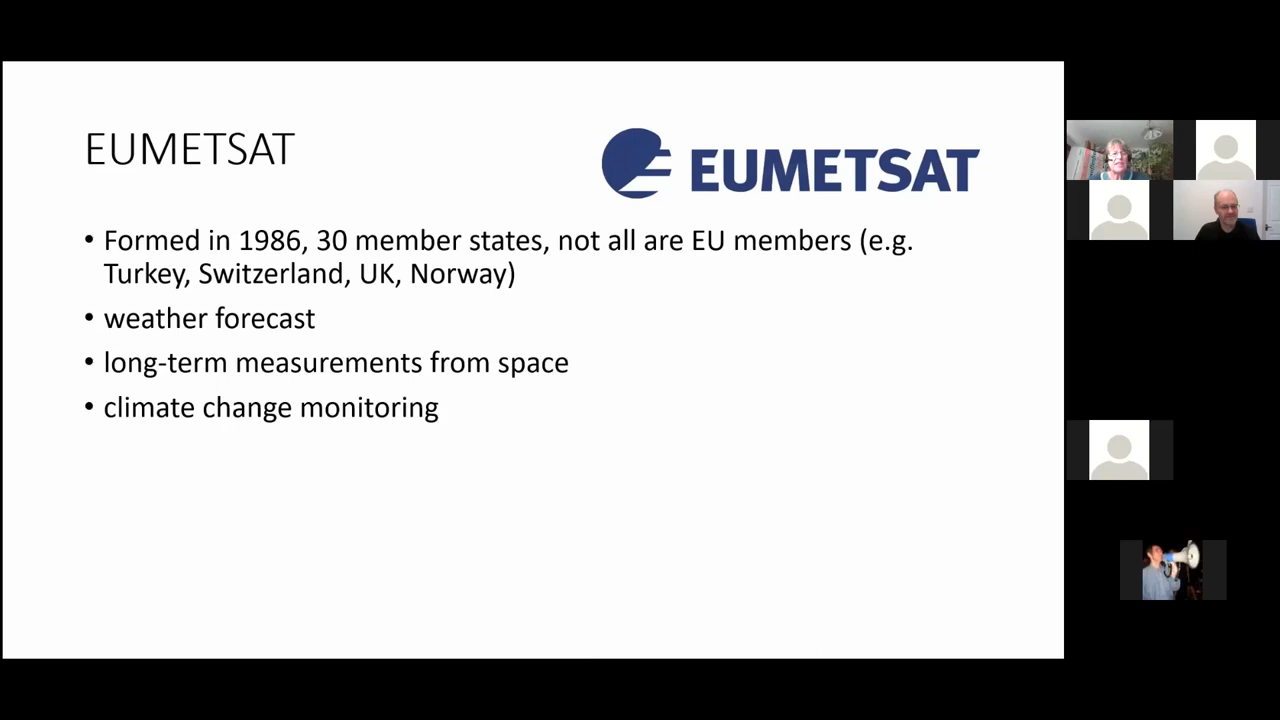 EUMETSAT
EUMETSAT
• Formed in 1986, 30 member states, not all are EU members (e.g.
Turkey, Switzerland, UK, Norway)
• weather forecast
• long-term measurements from space
• climate change monitoring